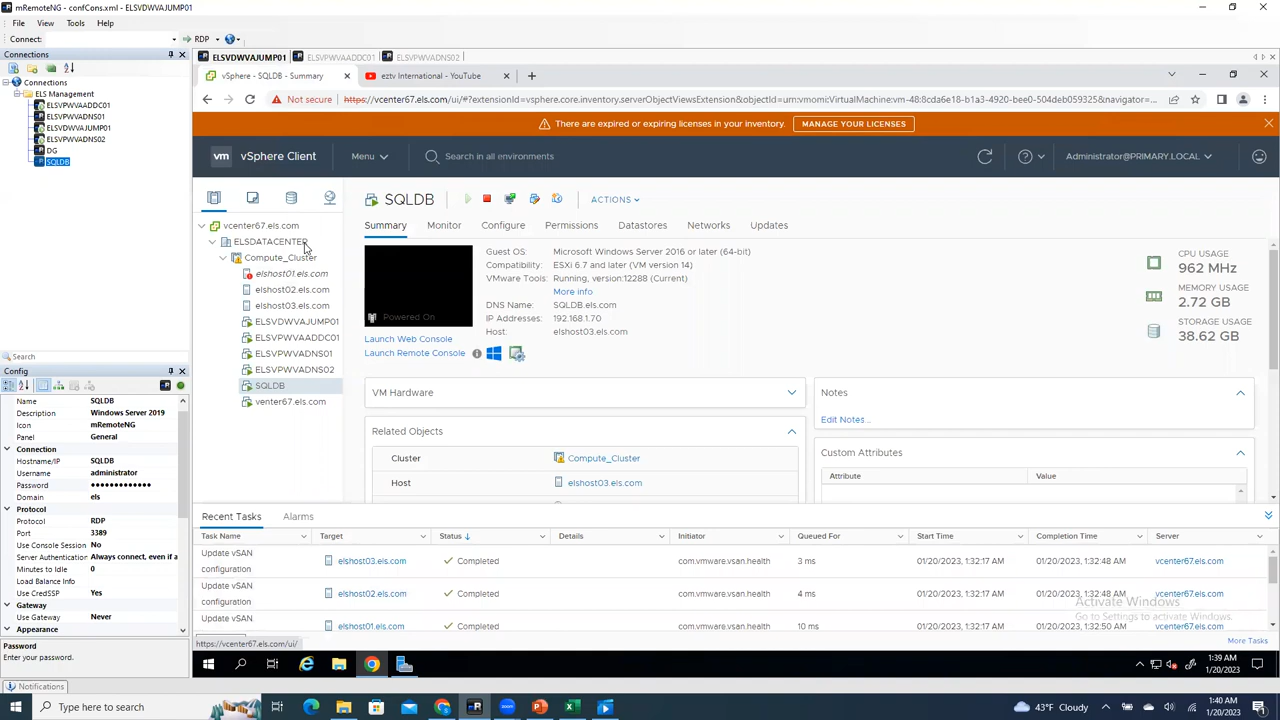 mRemoteNG - confCons.xml - ELSVDWVAJUMP01
File View Tools Help
Connect: RDP
Connections
Connections
ELS Management
ELSVPWVAADDC01
ELSVPWVADNS01
ELSVDWVAJUMP01
ELSVPWVADNS02
DG
SQLDB
Search
Config
Name SQLDB
Description Windows Server 2019
Icon mRemoteNG
Panel General
Connection
Hostname/IP SQLDB
Username administrator
Password ●●●●●●●●●●●●●
Domain els
Protocol
Protocol RDP
Port 3389
Use Console Session No
Server Authentication Always connect, even if a
Minutes to Idle 0
Load Balance Info
Use CredSSP Yes
Gateway
Use Gateway Never
Appearance
Password
Enter your password.
Notifications
ELSVDWVAJUMP01 ELSVPWVAADDC01 ELSVPWVADNS02
vSphere - SQLDB - Summary eztv International - YouTube
Not secure https://vcenter67.els.com/ui/#?extensionId=vsphere.core.inventory.serverObjectViewsExtension&objectId=urn:vmomi:VirtualMachine:vm-48:8cda6e18-b1a3-4920-bee0-504deb059325&navigator=...
There are expired or expiring licenses in your inventory. MANAGE YOUR LICENSES
vm vSphere Client Menu Search in all environments Administrator@PRIMARY.LOCAL
vcenter67.els.com
ELSDATACENTER
Compute_Cluster
elshost01.els.com
elshost02.els.com
elshost03.els.com
ELSVDWVAJUMP01
ELSVPWVAADDC01
ELSVPWVADNS01
ELSVPWVADNS02
SQLDB
venter67.els.com
SQLDB ACTIONS
Summary Monitor Configure Permissions Datastores Networks Updates
Powered On
Launch Web Console
Launch Remote Console
Guest OS: Microsoft Windows Server 2016 or later (64-bit)
Compatibility: ESXi 6.7 and later (VM version 14)
VMware Tools: Running, version:12288 (Current)
More info
DNS Name: SQLDB.els.com
IP Addresses: 192.168.1.70
Host: elshost03.els.com
CPU USAGE
962 MHz
MEMORY USAGE
2.72 GB
STORAGE USAGE
38.62 GB
VM Hardware
Related Objects
Cluster Compute_Cluster
Host elshost03.els.com
Notes
Edit Notes...
Custom Attributes
Attribute Value
Recent Tasks Alarms
Task Name Target Status Details Initiator Queued For Start Time Completion Time Server
Update vSAN configuration elshost03.els.com Completed com.vmware.vsan.health 3 ms 01/20/2023, 1:32:17 AM 01/20/2023, 1:32:48 AM vcenter67.els.com
Update vSAN configuration elshost02.els.com Completed com.vmware.vsan.health 4 ms 01/20/2023, 1:32:17 AM 01/20/2023, 1:32:48 AM vcenter67.els.com
Update vSAN configuration elshost01.els.com Completed com.vmware.vsan.health 10 ms 01/20/2023, 1:32:17 AM 01/20/2023, 1:32:50 AM vcenter67.els.com
Activate Windows
Go to Settings to activate Windows.
https://vcenter67.els.com/ui/
More Tasks
1:39 AM
1/20/2023
Type here to search
43°F Cloudy
1:40 AM
1/20/2023